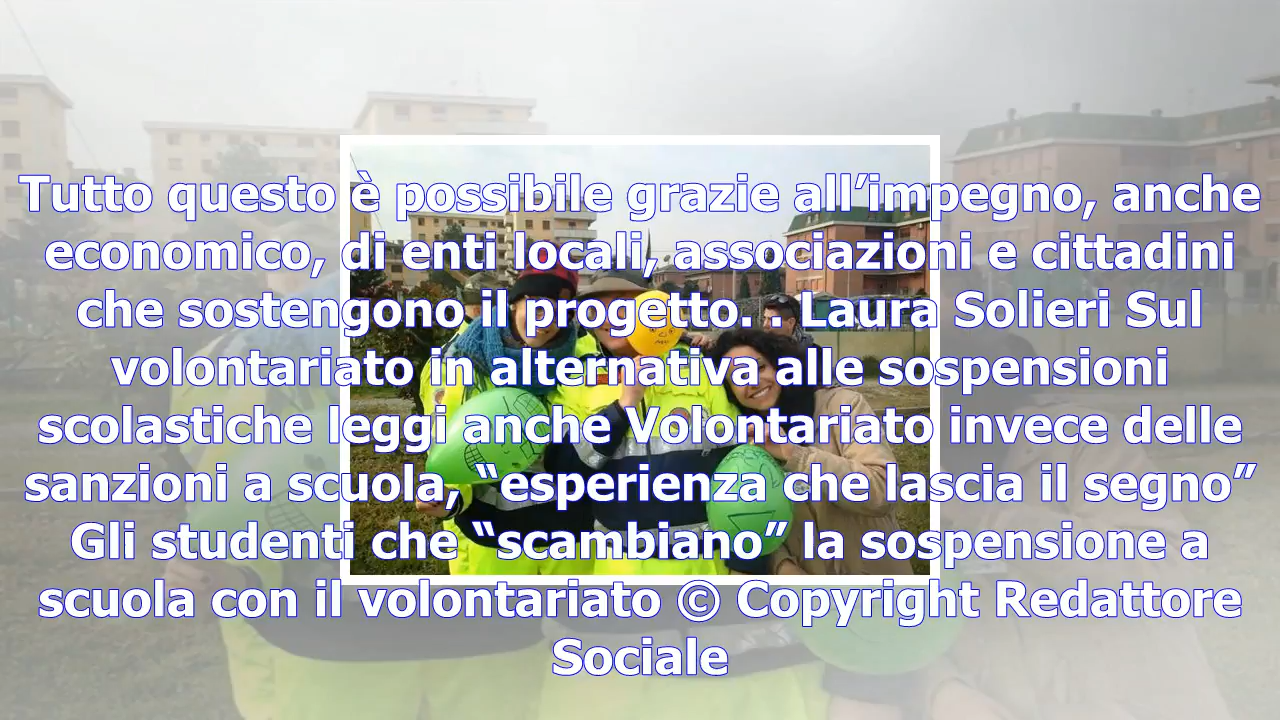 Tutto questo è possibile grazie all’impegno, anche
economico, di enti locali, associazioni e cittadini
che sostengono il progetto. . Laura Solieri Sul
volontariato in alternativa alle sospensioni
scolastiche leggi anche Volontariato invece delle
sanzioni a scuola, “esperienza che lascia il segno”
Gli studenti che “scambiano” la sospensione a
scuola con il volontariato © Copyright Redattore
Sociale